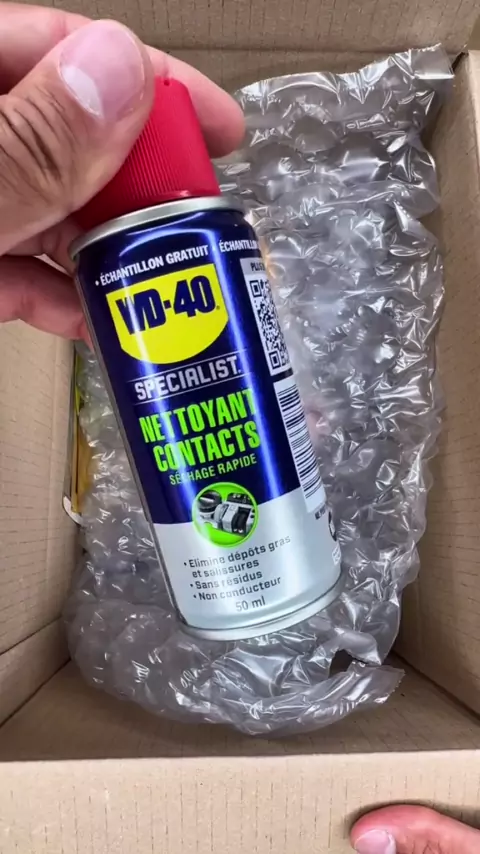 • ÉCHANTILLON GRATUIT • ÉCHANTILLON
WD-40
SPECIALIST
NETTOYANT
CONTACTS
SÉCHAGE RAPIDE
• Elimine dépôts gras
et salissures
• Sans résidus
• Non conducteur
50 ml